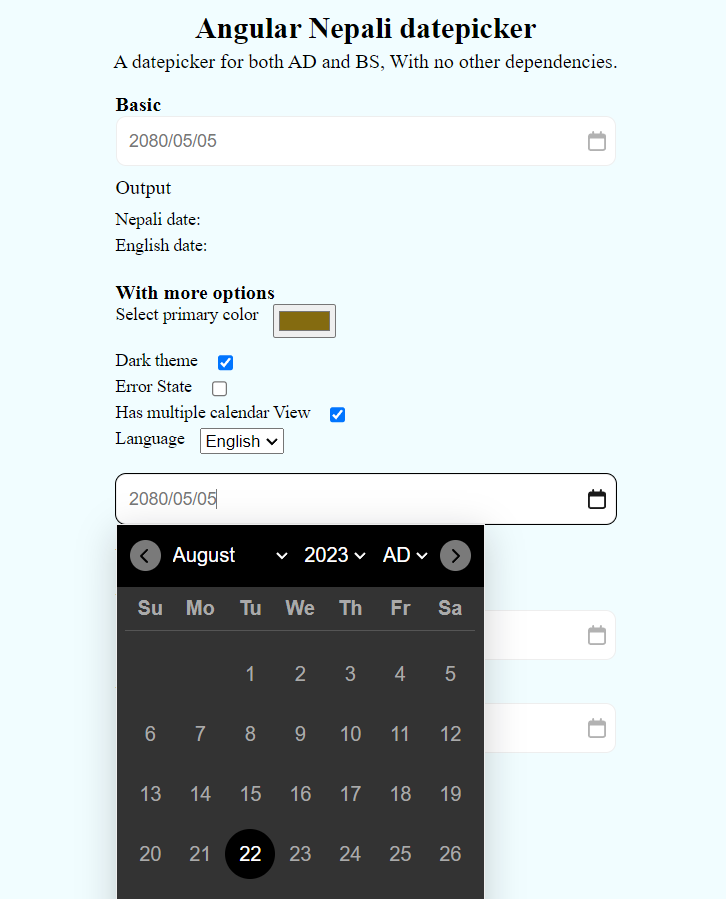 Angular Nepali datepicker
A datepicker for both AD and BS, With no other dependencies.
Basic
2080/05/05
Output
Nepali date:
English date:
With more options
Select primary color
Dark theme
Error State
Has multiple calendar View
Language English
2080/05/05
August 2023 AD
Su Mo Tu We Th Fr Sa
1 2 3 4 5
6 7 8 9 10 11 12
13 14 15 16 17 18 19
20 21 22 23 24 25 26